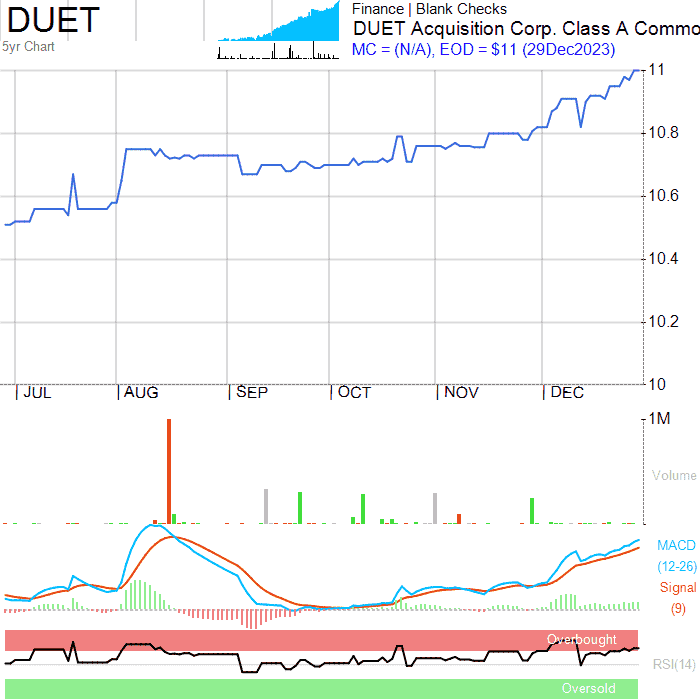 DUET
5yr Chart
Finance | Blank Checks
DUET Acquisition Corp. Class A Commo
MC = (N/A), EOD = $11 (29Dec2023)
11
10.8
10.6
10.4
10.2
10
JUL
AUG
SEP
OCT
NOV
DEC
1M
Volume
MACD
(12-26)
Signal
(9)
Overbought
RSI(14)
Oversold